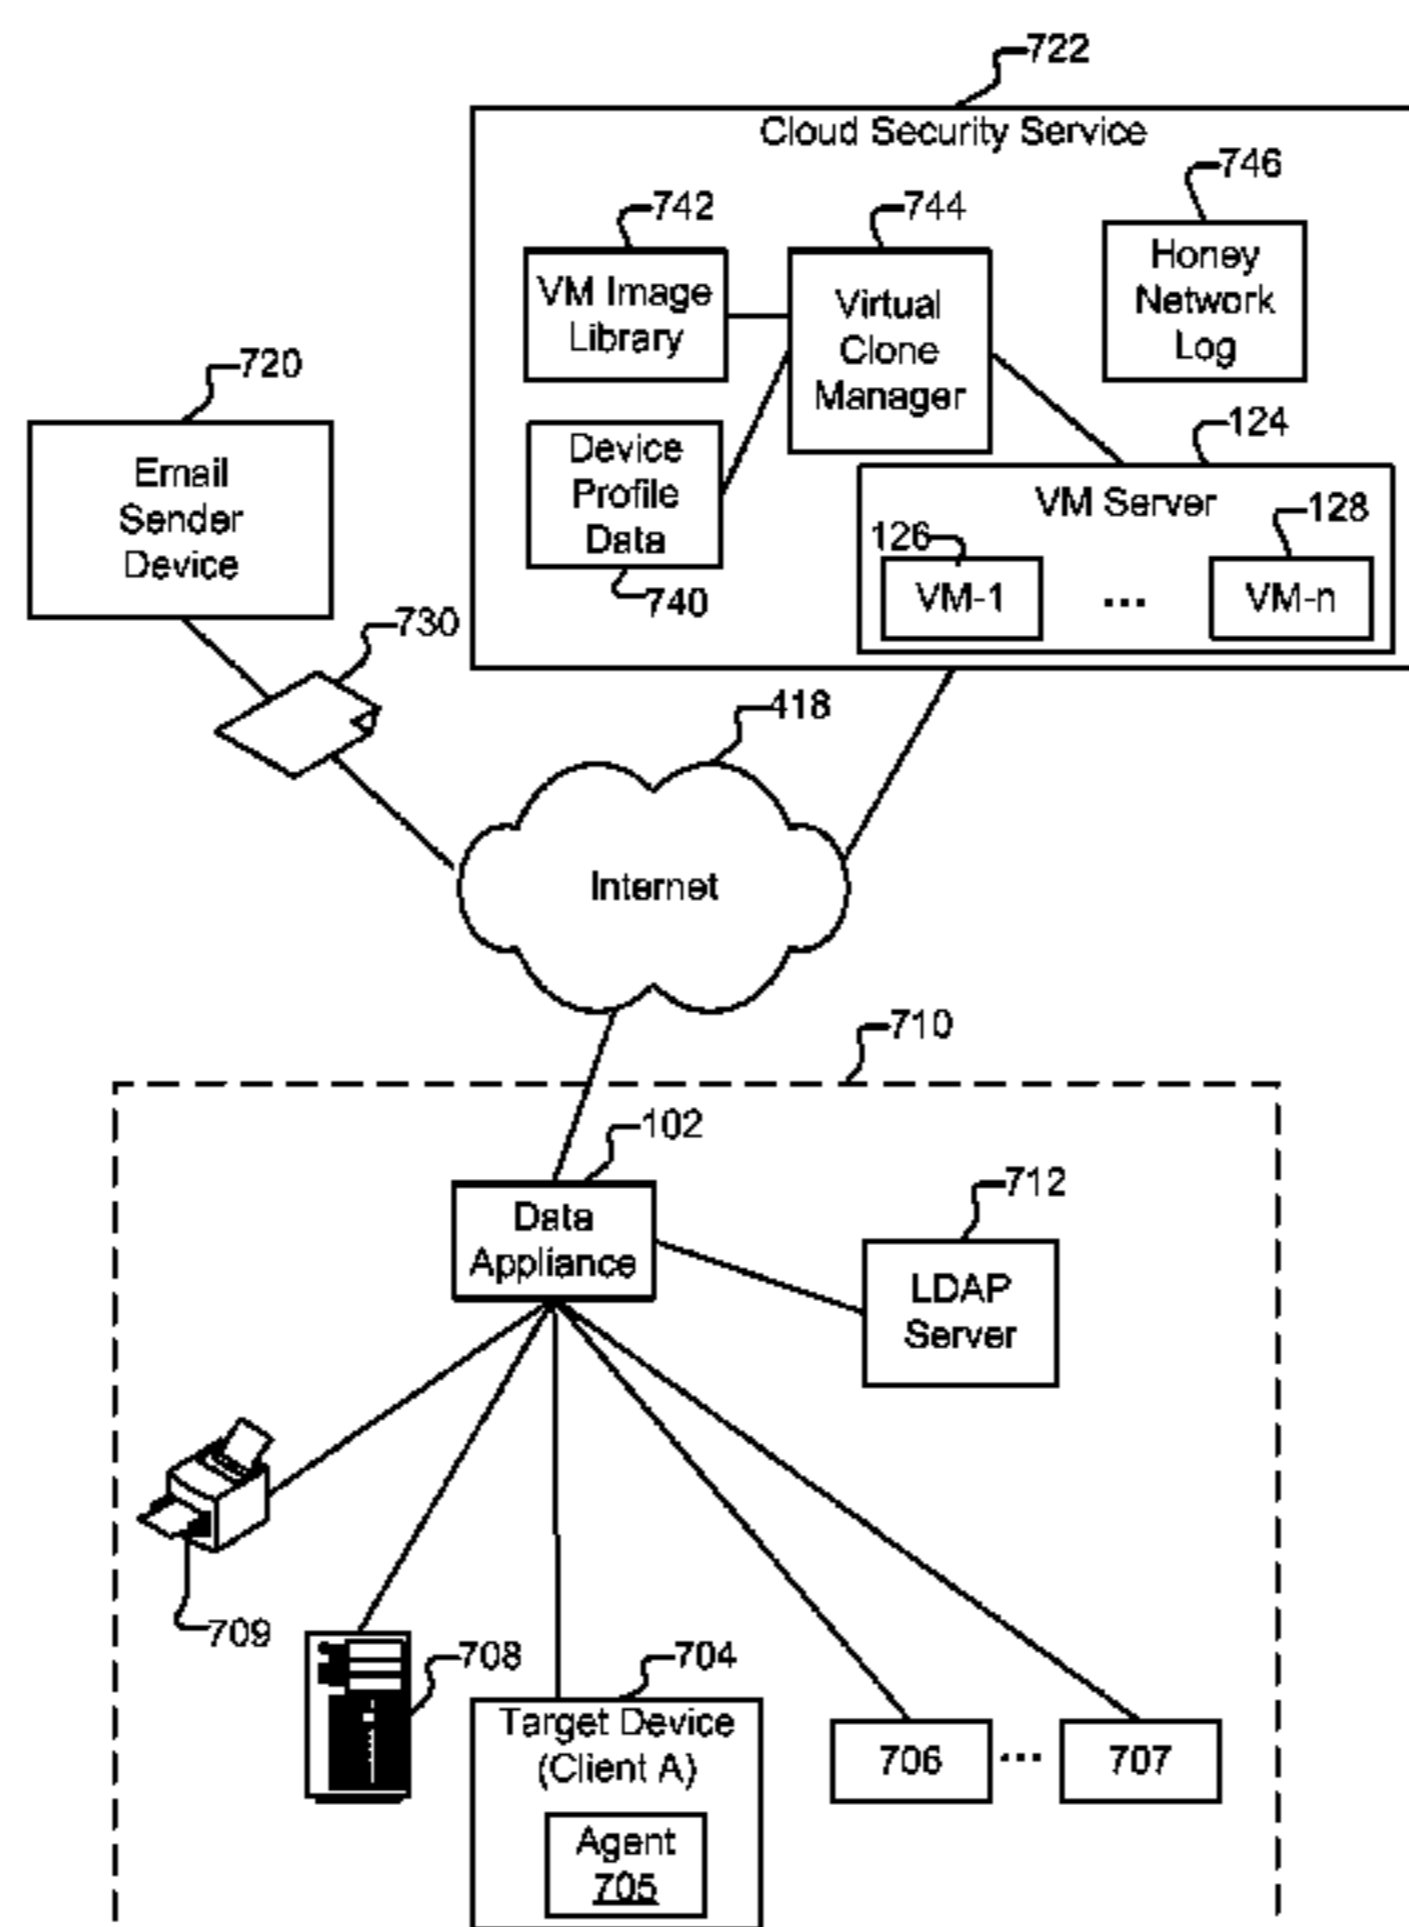 722
Cloud Security Service
746
742
744
Honey
Network
Log
VM Image
Library
Virtual
Clone
Manager
720
Email
Sender
Device
Device
Profile
Data
740
124
VM Server
126
128
VM-1
...
VM-n
730
418
Internet
710
102
Data
Appliance
712
LDAP
Server
709
708
704
Target Device
(Client A)
Agent
705
706
...
707